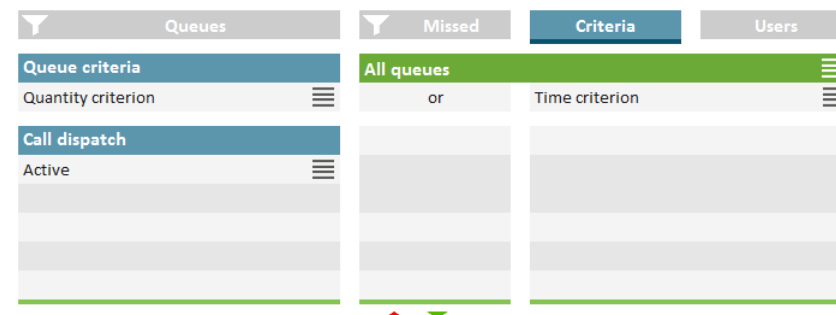 Queues Missed Criteria Users
Queue criteria All queues
Quantity criterion or Time criterion
Call dispatch
Active